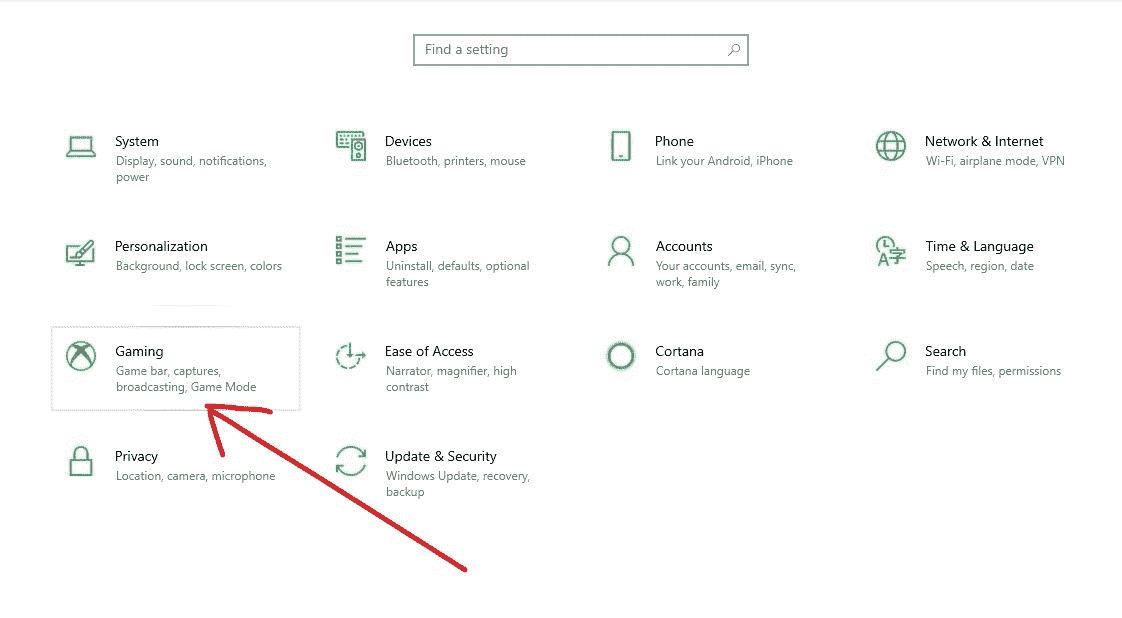 Find a setting
System
Display, sound, notifications,
power
Devices
Bluetooth, printers, mouse
Phone
Link your Android, iPhone
Network & Internet
Wi-Fi, airplane mode, VPN
Personalization
Background, lock screen, colors
Apps
Uninstall, defaults, optional
features
Accounts
Your accounts, email, sync,
work, family
Time & Language
Speech, region, date
Gaming
Game bar, captures,
broadcasting, Game Mode
Ease of Access
Narrator, magnifier, high
contrast
Cortana
Cortana language
Search
Find my files, permissions
Privacy
Location, camera, microphone
Update & Security
Windows Update, recovery,
backup